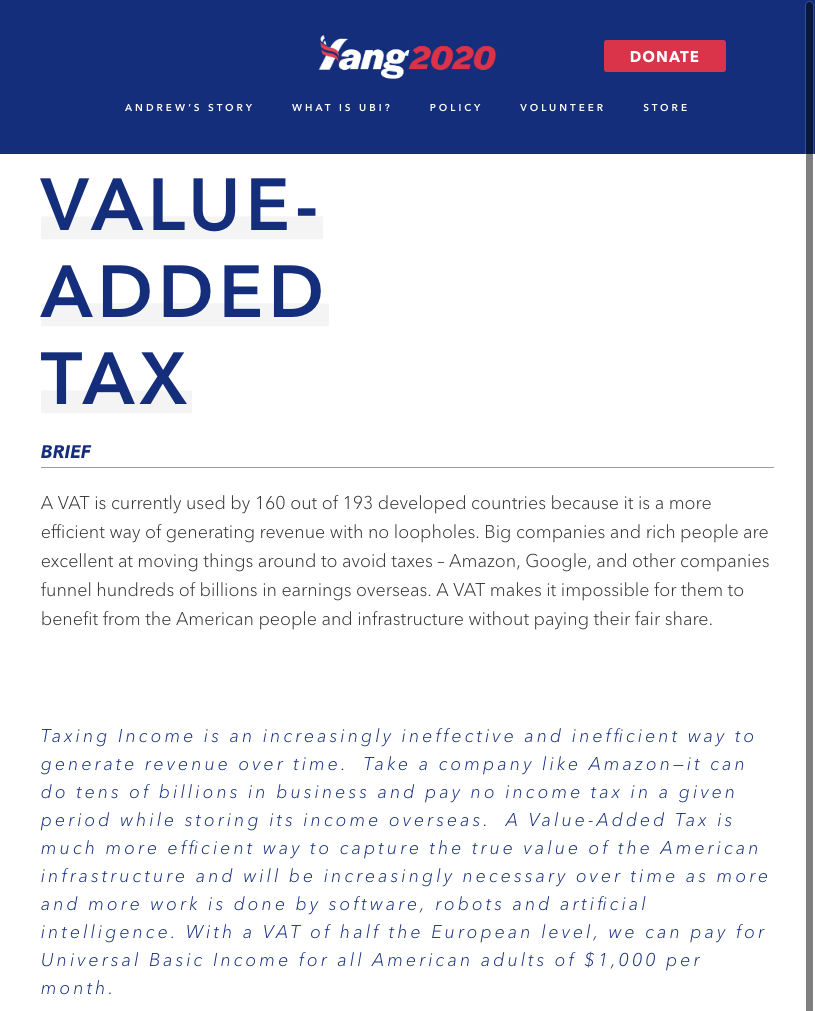 Yang2020
DONATE
ANDREW'S STORY WHAT IS UBI? POLICY VOLUNTEER STORE
VALUE-
ADDED
TAX
BRIEF
A VAT is currently used by 160 out of 193 developed countries because it is a more
efficient way of generating revenue with no loopholes. Big companies and rich people are
excellent at moving things around to avoid taxes – Amazon, Google, and other companies
funnel hundreds of billions in earnings overseas. A VAT makes it impossible for them to
benefit from the American people and infrastructure without paying their fair share.
Taxing Income is an increasingly ineffective and inefficient way to
generate revenue over time.  Take a company like Amazon—it can
do tens of billions in business and pay no income tax in a given
period while storing its income overseas.  A Value-Added Tax is
much more efficient way to capture the true value of the American
infrastructure and will be increasingly necessary over time as more
and more work is done by software, robots and artificial
intelligence. With a VAT of half the European level, we can pay for
Universal Basic Income for all American adults of $1,000 per
month.